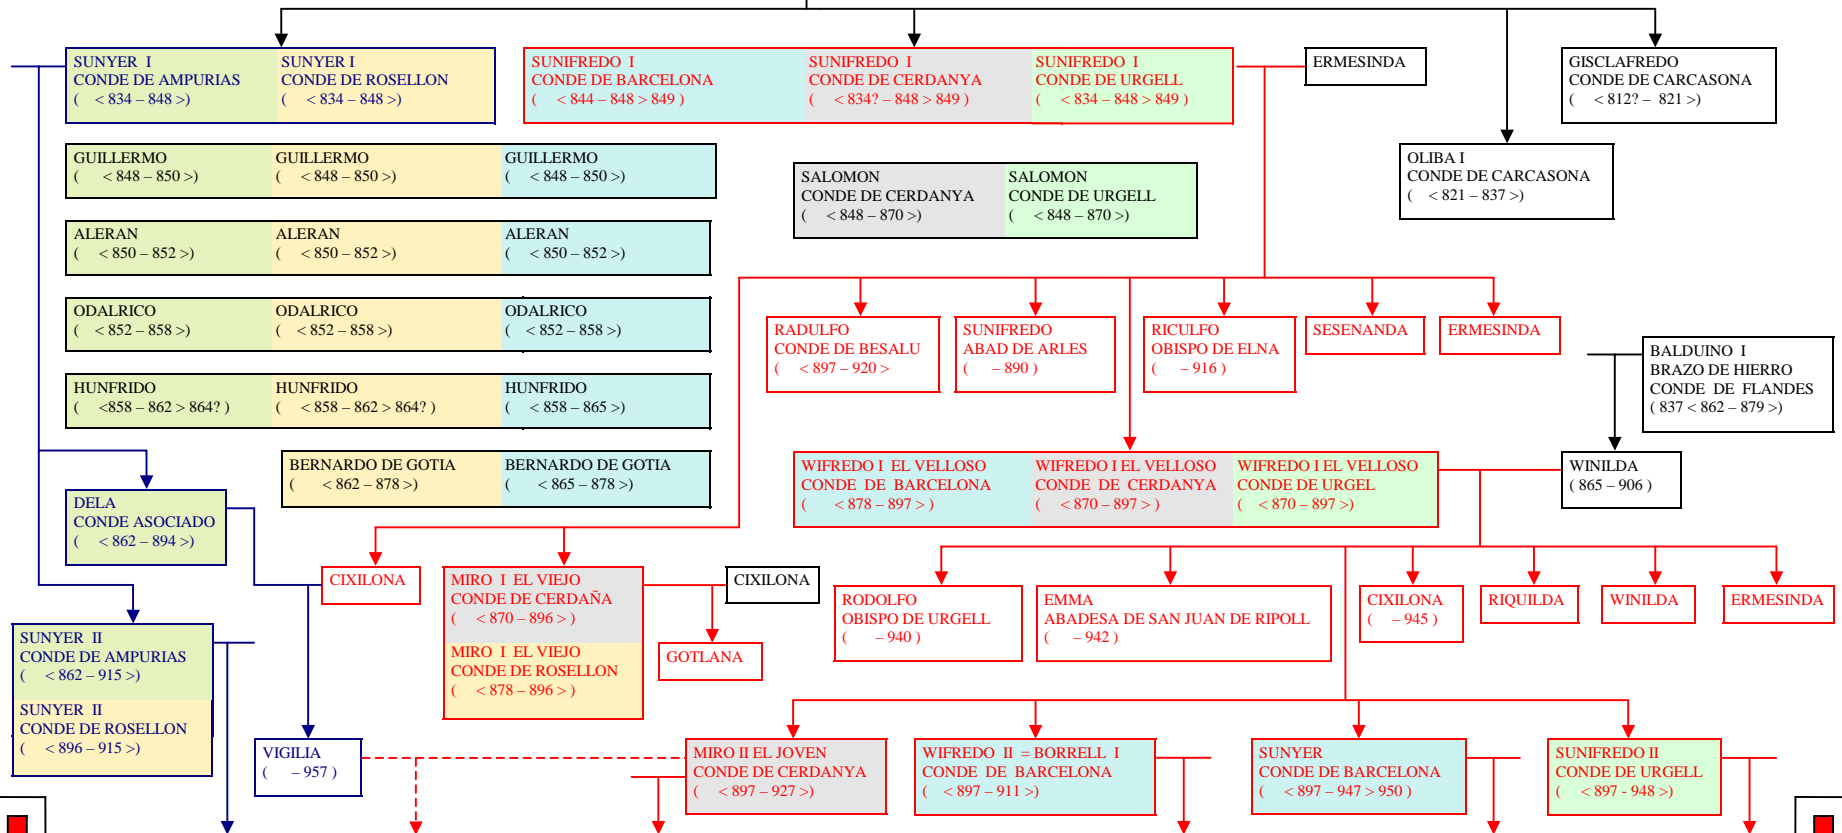 SUNYER I
CONDE DE AMPURIAS
( < 834 – 848 >)
SUNYER I
CONDE DE ROSELLON
( < 834 – 848 >)
SUNIFREDO I
CONDE DE BARCELONA
( < 844 – 848 > 849 )
SUNIFREDO I
CONDE DE CERDANYA
( < 834? – 848 > 849 )
SUNIFREDO I
CONDE DE URGELL
( < 834 – 848 > 849 )
ERMESINDA
GISCLAFREDO
CONDE DE CARCASONA
( < 812? – 821 >)
GUILLERMO
( < 848 – 850 >)
GUILLERMO
( < 848 – 850 >)
GUILLERMO
( < 848 – 850 >)
SALOMON
CONDE DE CERDANYA
( < 848 – 870 >)
SALOMON
CONDE DE URGELL
( < 848 – 870 >)
OLIBA I
CONDE DE CARCASONA
( < 821 – 837 >)
ALERAN
( < 850 – 852 >)
ALERAN
( < 850 – 852 >)
ALERAN
( < 850 – 852 >)
ODALRICO
( < 852 – 858 >)
ODALRICO
( < 852 – 858 >)
ODALRICO
( < 852 – 858 >)
RADULFO
CONDE DE BESALU
( < 897 – 920 >
SUNIFREDO
ABAD DE ARLES
( – 890 )
RICULFO
OBISPO DE ELNA
( – 916 )
SESENANDA
ERMESINDA
BALDUINO I
BRAZO DE HIERRO
CONDE DE FLANDES
( 837 < 862 – 879 >)
HUNFRIDO
( <858 – 862 > 864? )
HUNFRIDO
( < 858 – 862 > 864? )
HUNFRIDO
( < 858 – 865 >)
BERNARDO DE GOTIA
( < 862 – 878 >)
BERNARDO DE GOTIA
( < 865 – 878 >)
WIFREDO I EL VELLOSO
CONDE DE BARCELONA
( < 878 – 897 > )
WIFREDO I EL VELLOSO
CONDE DE CERDANYA
( < 870 – 897 > )
WIFREDO I EL VELLOSO
CONDE DE URGEL
( < 870 – 897 >)
WINILDA
( 865 – 906 )
DELA
CONDE ASOCIADO
( < 862 – 894 >)
CIXILONA
MIRO I EL VIEJO
CONDE DE CERDAÑA
( < 870 – 896 > )
MIRO I EL VIEJO
CONDE DE ROSELLON
( < 878 – 896 > )
CIXILONA
GOTLANA
RODOLFO
OBISPO DE URGELL
( – 940 )
EMMA
ABADESA DE SAN JUAN DE RIPOLL
( – 942 )
CIXILONA
( – 945 )
RIQUILDA
WINILDA
ERMESINDA
SUNYER II
CONDE DE AMPURIAS
( < 862 – 915 >)
SUNYER II
CONDE DE ROSELLON
( < 896 – 915 >)
VIGILIA
( – 957 )
MIRO II EL JOVEN
CONDE DE CERDANYA
( < 897 – 927 >)
WIFREDO II = BORRELL I
CONDE DE BARCELONA
( < 897 – 911 >)
SUNYER
CONDE DE BARCELONA
( < 897 – 947 > 950 )
SUNIFREDO II
CONDE DE URGELL
( < 897 - 948 >)